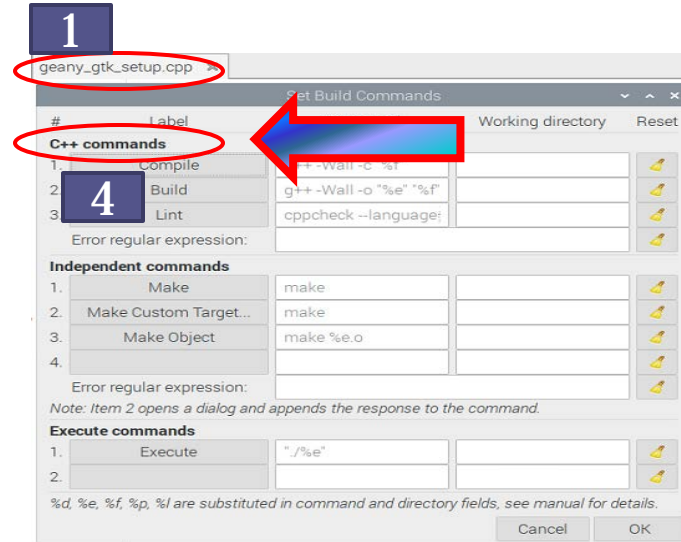 1
geany_gtk_setup.cpp ×
Set Build Commands
# Label Working directory Reset
C++ commands
1. Compile g++ -Wall -c "%f"
2. Build g++ -Wall -o "%e" "%f"
4
3. Lint cppcheck --language=
Error regular expression:
Independent commands
1. Make make
2. Make Custom Target... make
3. Make Object make %e.o
4.
Error regular expression:
Note: Item 2 opens a dialog and appends the response to the command.
Execute commands
1. Execute "./%e"
2.
%d, %e, %f, %p, %l are substituted in command and directory fields, see manual for details.
Cancel OK